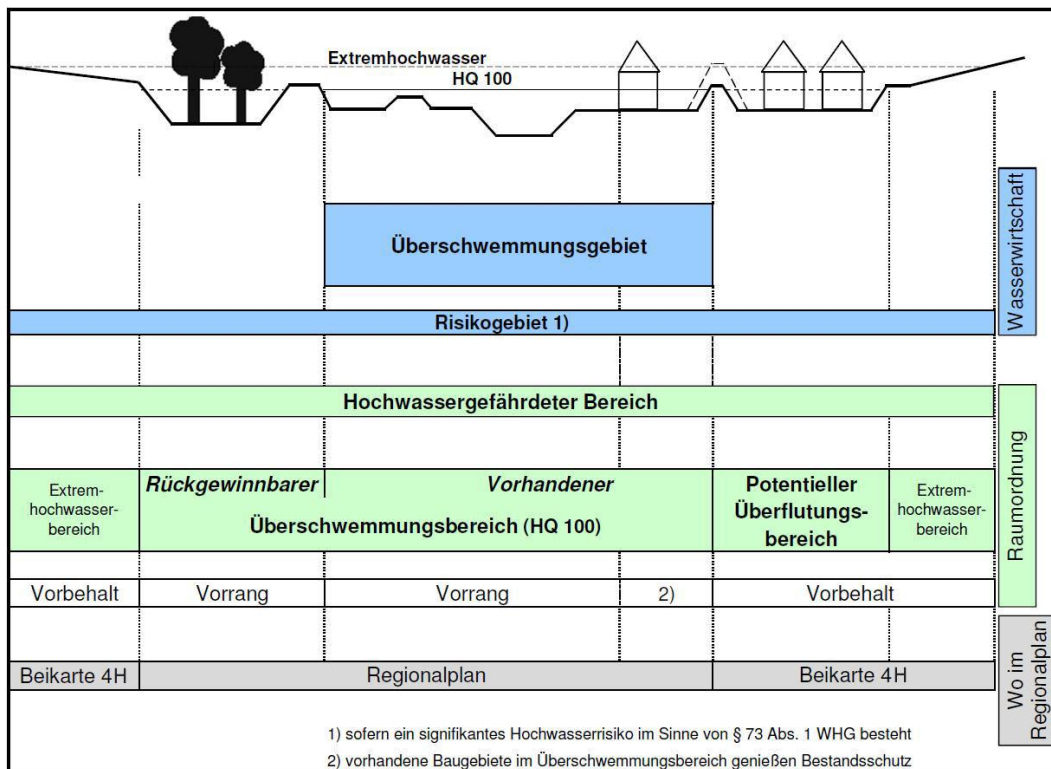 Extremhochwasser
HQ 100
Wasserwirtschaft
Überschwemmungsgebiet
Risikogebiet 1)
Raumordnung
Hochwassergefährdeter Bereich
Extrem-
hochwasser-
bereich
Rückgewinnbarer
Vorhandener
Überschwemmungsbereich (HQ 100)
Potentieller
Überflutungs-
bereich
Extrem-
hochwasser-
bereich
Vorbehalt
Vorrang
Vorrang
2)
Vorbehalt
Wo im
Regionalplan
Beikarte 4H
Regionalplan
Beikarte 4H
1) sofern ein signifikantes Hochwasserrisiko im Sinne von § 73 Abs. 1 WHG besteht
2) vorhandene Baugebiete im Überschwemmungsbereich genießen Bestandsschutz